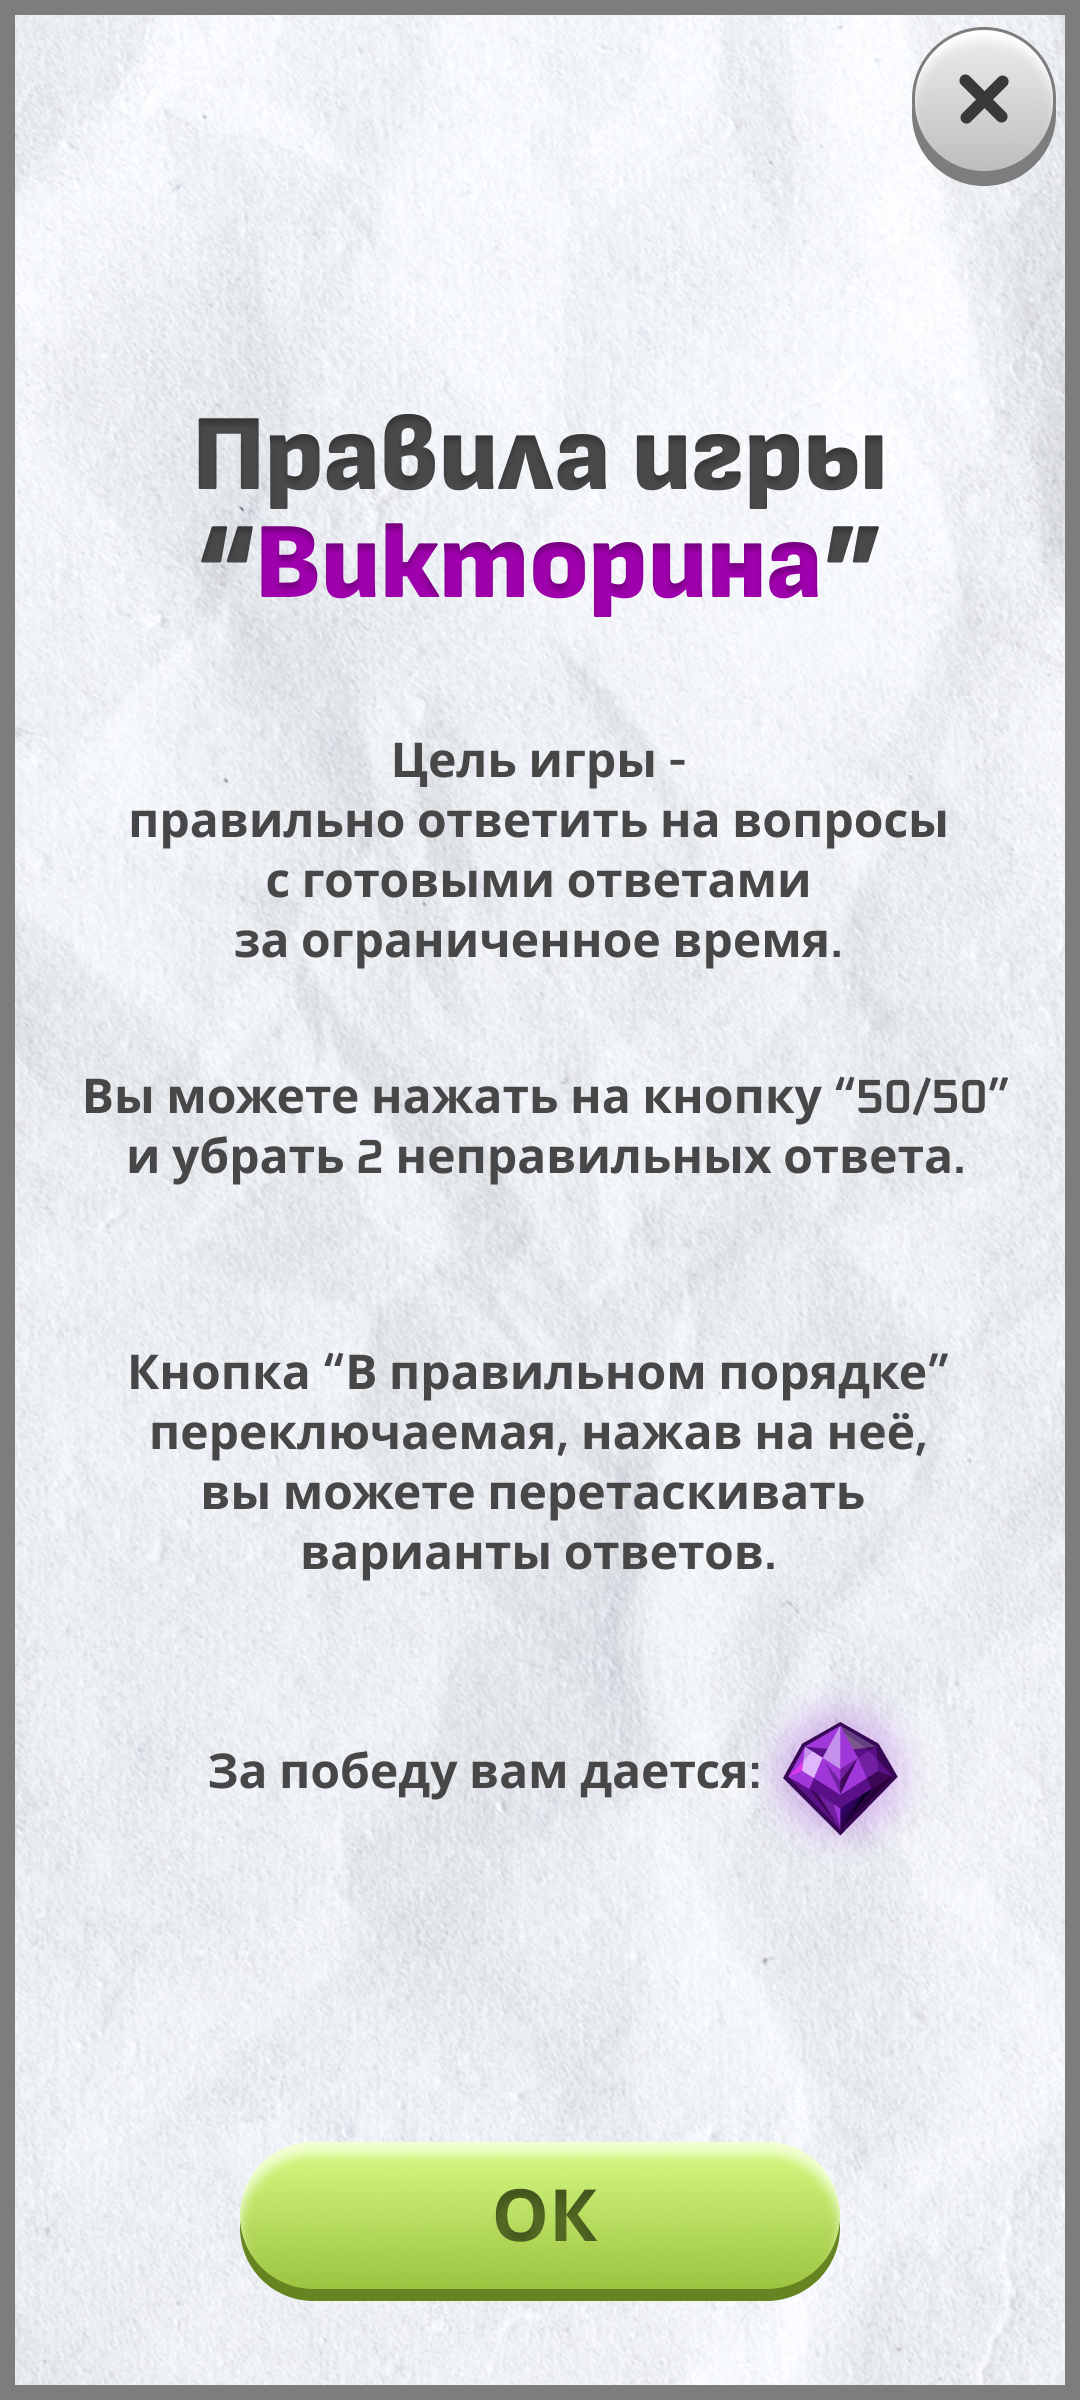 Правила игры
“Викторина”
Цель игры -
правильно ответить на вопросы
с готовыми ответами
за ограниченное время.
Вы можете нажать на кнопку “50/50”
и убрать 2 неправильных ответа.
Кнопка “В правильном порядке”
переключаемая, нажав на неё,
вы можете перетаскивать
варианты ответов.
За победу вам дается:
ОК